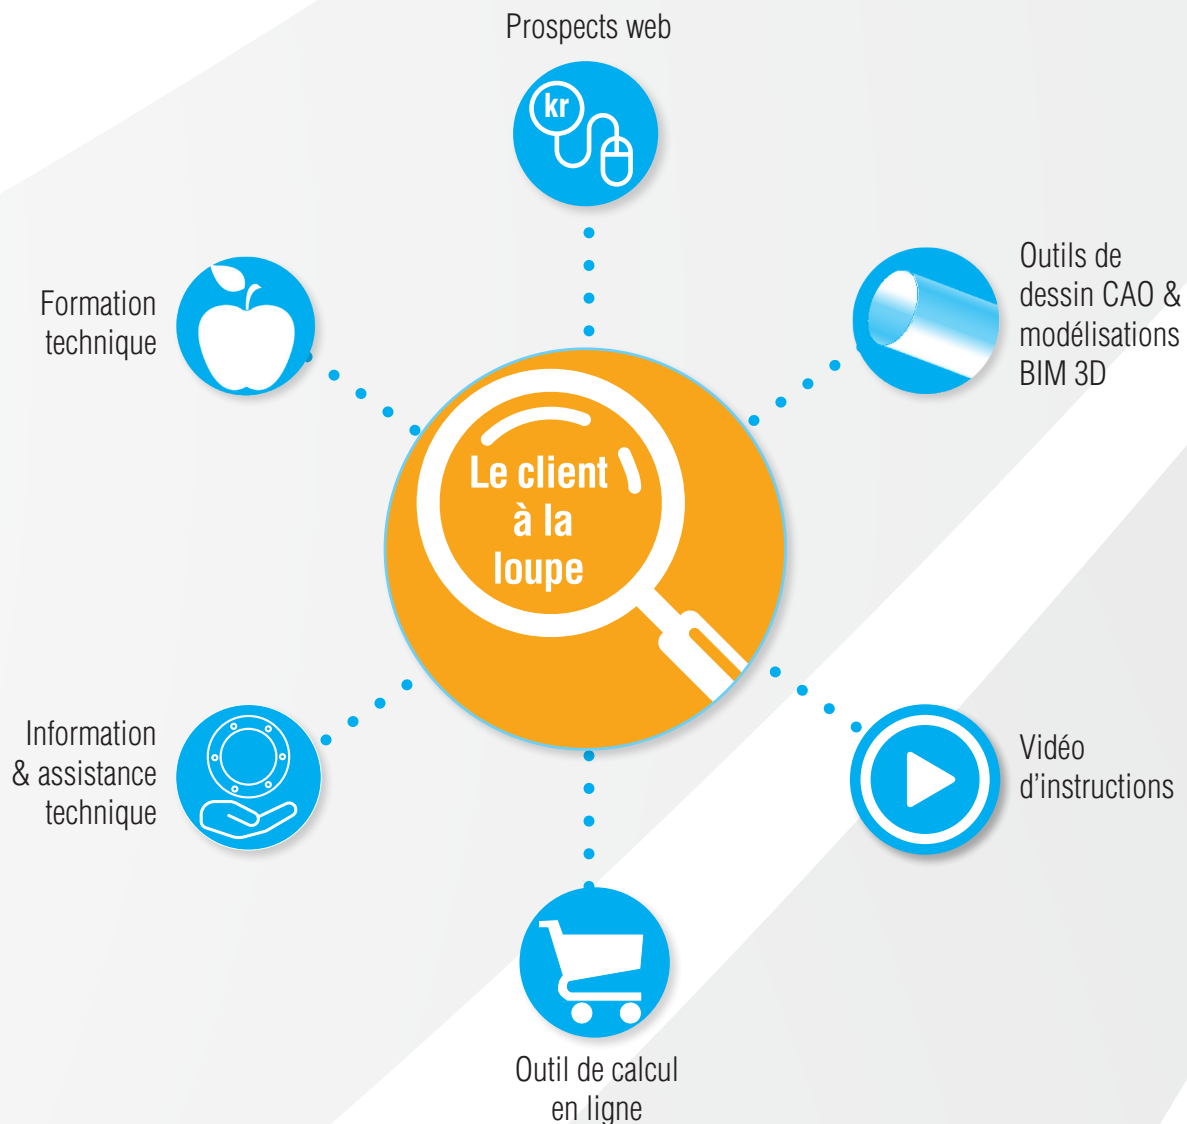 Prospects web
kr
Outils de
dessin CAO &
modélisations
BIM 3D
Formation
technique
Le client
à la
loupe
Information
& assistance
technique
Vidéo
d’instructions
Outil de calcul
en ligne